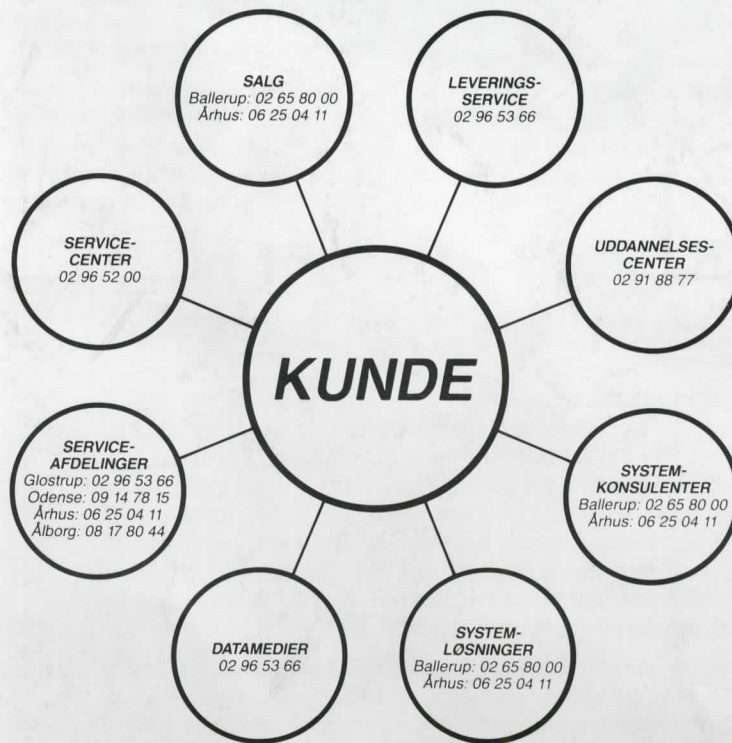 SALG
Ballerup: 02 65 80 00
Århus: 06 25 04 11
LEVERINGS-
SERVICE
02 96 53 66
SERVICE-
CENTER
02 96 52 00
UDDANNELSES-
CENTER
02 91 88 77
KUNDE
SERVICE-
AFDELINGER
Glostrup: 02 96 53 66
Odense: 09 14 78 15
Århus: 06 25 04 11
Ålborg: 08 17 80 44
SYSTEM-
KONSULENTER
Ballerup: 02 65 80 00
Århus: 06 25 04 11
DATAMEDIER
02 96 53 66
SYSTEM-
LØSNINGER
Ballerup: 02 65 80 00
Århus: 06 25 04 11